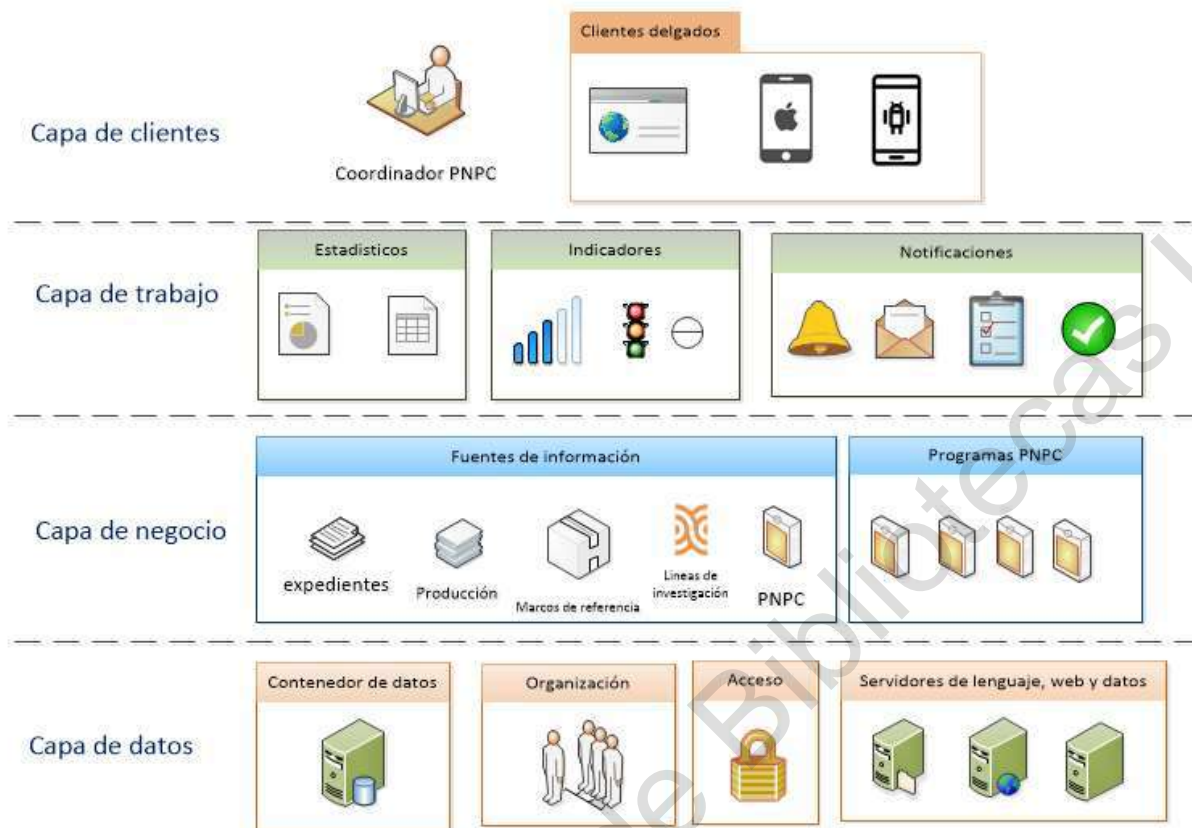 Clientes delgados
Capa de clientes
Coordinador PNPC
Capa de trabajo
Estadisticos
Indicadores
Notificaciones
Capa de negocio
Fuentes de información
Programas PNPC
expedientes
Producción
Marcos de referencia
Lineas de
investigación
PNPC
Capa de datos
Contenedor de datos
Organización
Acceso
Servidores de lenguaje, web y datos
de Bibliotecas